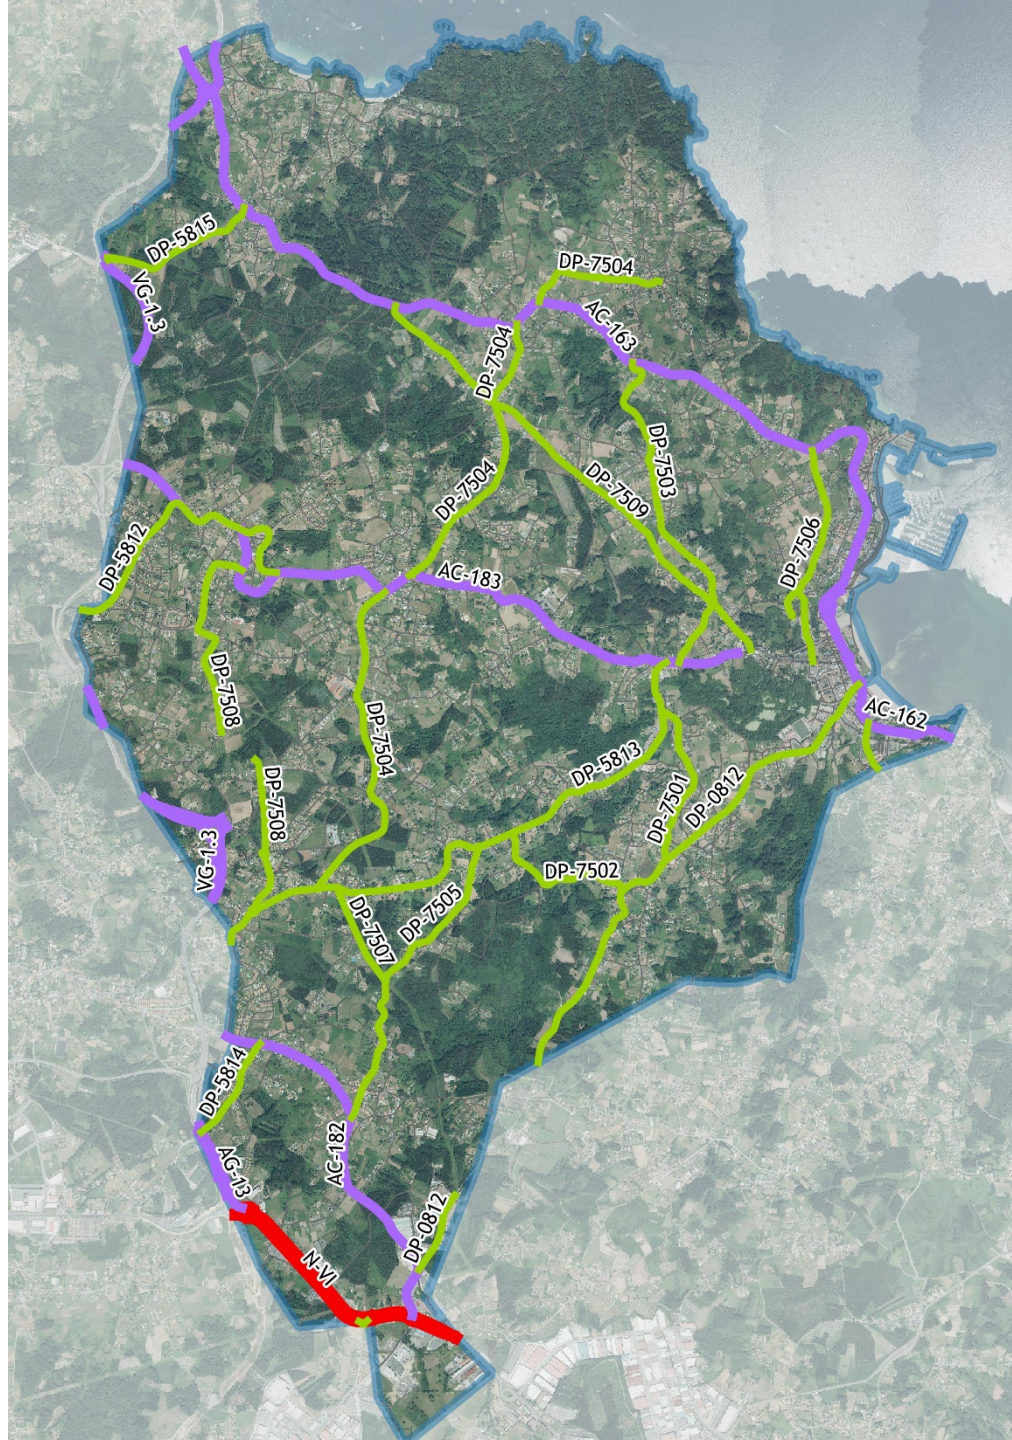 DP-5815
DP-7504
VG-1.3
AC-163
DP-7504
DP-7503
DP-7504
DP-7509
DP-7506
DP-5812
AC-183
DP-7508
DP-7504
AC-162
DP-5813
DP-7501
DP-0812
DP-7508
VG-1.3
DP-7502
DP-7505
DP-7507
DP-5814
AC-182
AG-13
DP-0812
N-VI